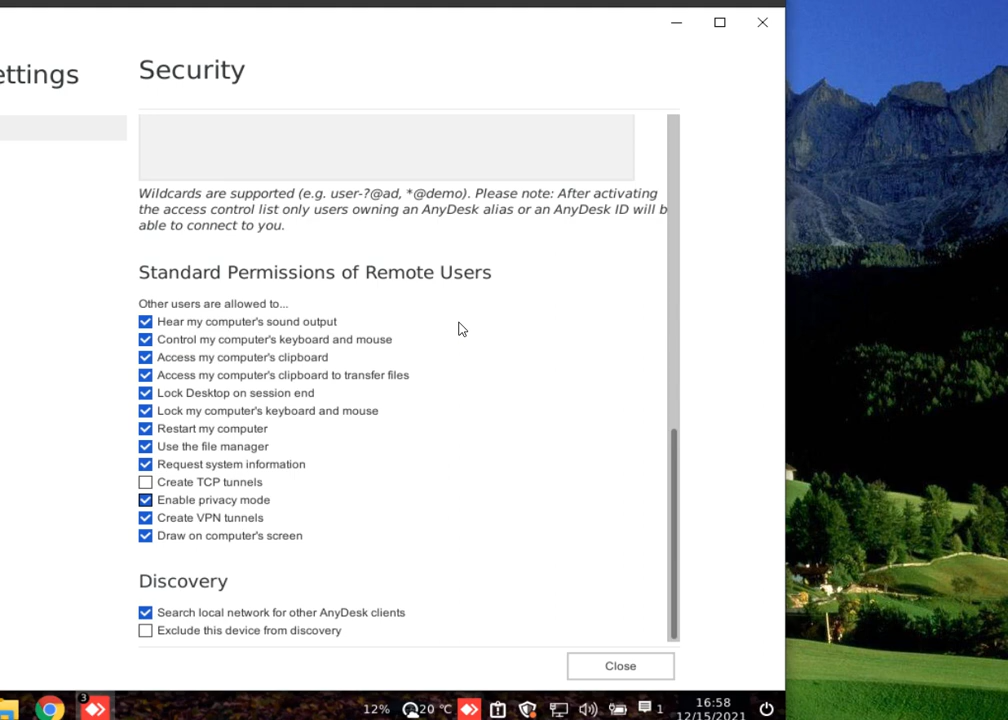 ettings
Security
Wildcards are supported (e.g. user-?@ad, *@demo). Please note: After activating
the access control list only users owning an AnyDesk alias or an AnyDesk ID will b
able to connect to you.
Standard Permissions of Remote Users
Other users are allowed to...
Hear my computer's sound output
Control my computer's keyboard and mouse
Access my computer's clipboard
Access my computer's clipboard to transfer files
Lock Desktop on session end
Lock my computer's keyboard and mouse
Restart my computer
Use the file manager
Request system information
Create TCP tunnels
Enable privacy mode
Create VPN tunnels
Draw on computer's screen
Discovery
Search local network for other AnyDesk clients
Exclude this device from discovery
Close
3
12% 20 °C 1 16:58
12/15/2021